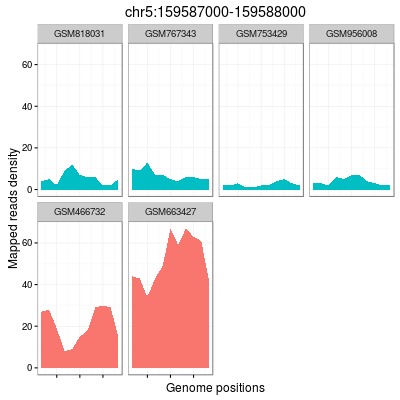 chr5:159587000-159588000
GSM818031 GSM767343 GSM753429 GSM956008
60
40
20
0
GSM466732 GSM663427
60
40
20
0
Mapped reads density
Genome positions